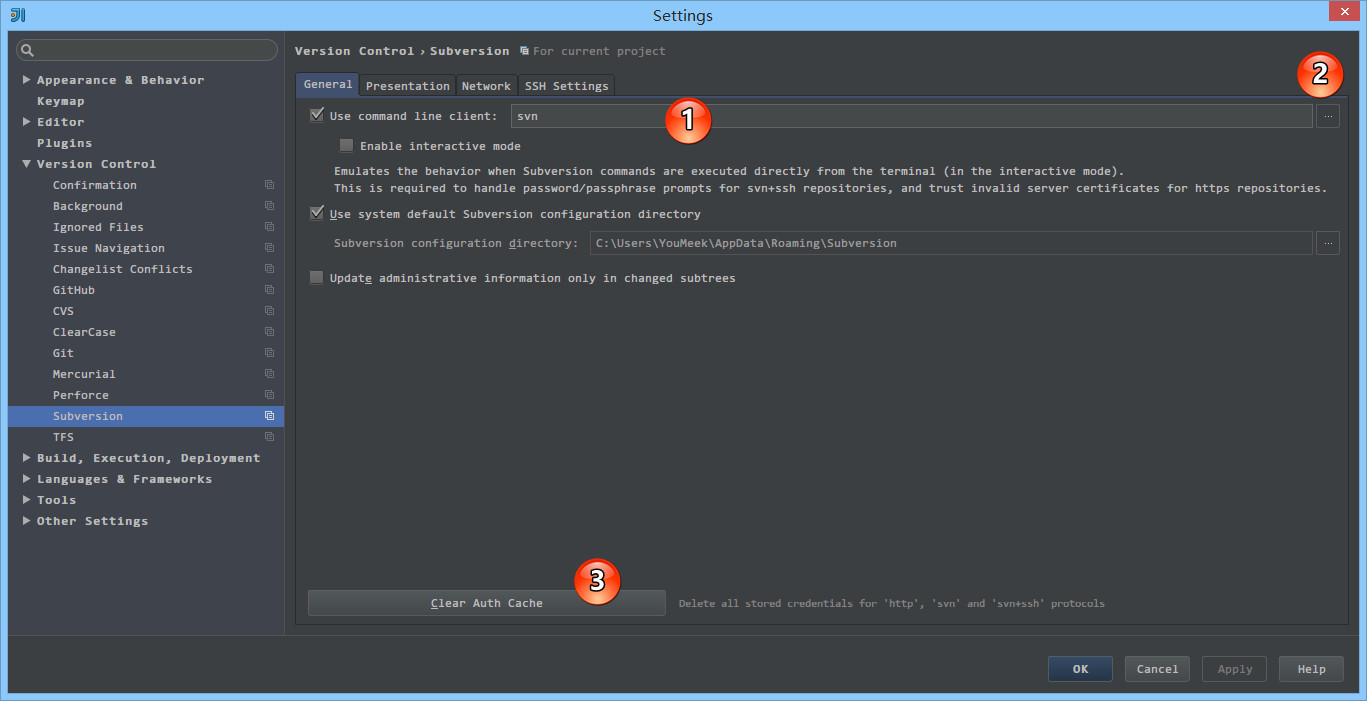 Settings
Version Control › Subversion For current project
Appearance & Behavior
Keymap
Editor
Plugins
Version Control
Confirmation
Background
Ignored Files
Issue Navigation
Changelist Conflicts
GitHub
CVS
ClearCase
Git
Mercurial
Perforce
Subversion
TFS
Build, Execution, Deployment
Languages & Frameworks
Tools
Other Settings
General Presentation Network SSH Settings
2
Use command line client: svn ...
1
Enable interactive mode
Emulates the behavior when Subversion commands are executed directly from the terminal (in the interactive mode).
This is required to handle password/passphrase prompts for svn+ssh repositories, and trust invalid server certificates for https repositories.
Use system default Subversion configuration directory
Subversion configuration directory: C:\Users\YouMeek\AppData\Roaming\Subversion ...
Update administrative information only in changed subtrees
3
Clear Auth Cache Delete all stored credentials for 'http', 'svn' and 'svn+ssh' protocols
OK Cancel Apply Help